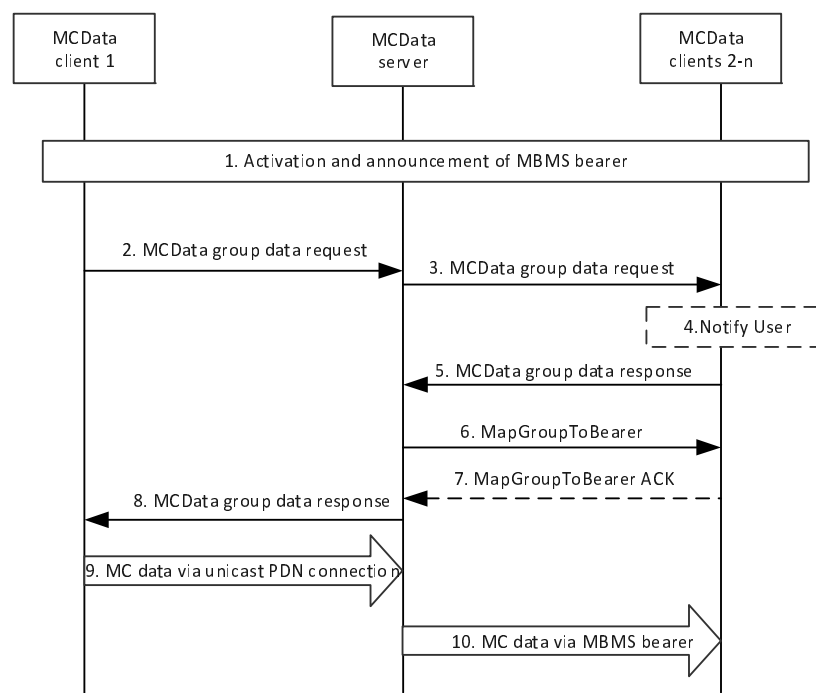 MCData
client 1
MCData
server
MCData
clients 2-n
1. Activation and announcement of MBMS bearer
2. MCData group data request
3. MCData group data request
4.Notify User
5. MCData group data response
6. MapGroupToBearer
7. MapGroupToBearer ACK
8. MCData group data response
9. MC data via unicast PDN connection
10. MC data via MBMS bearer